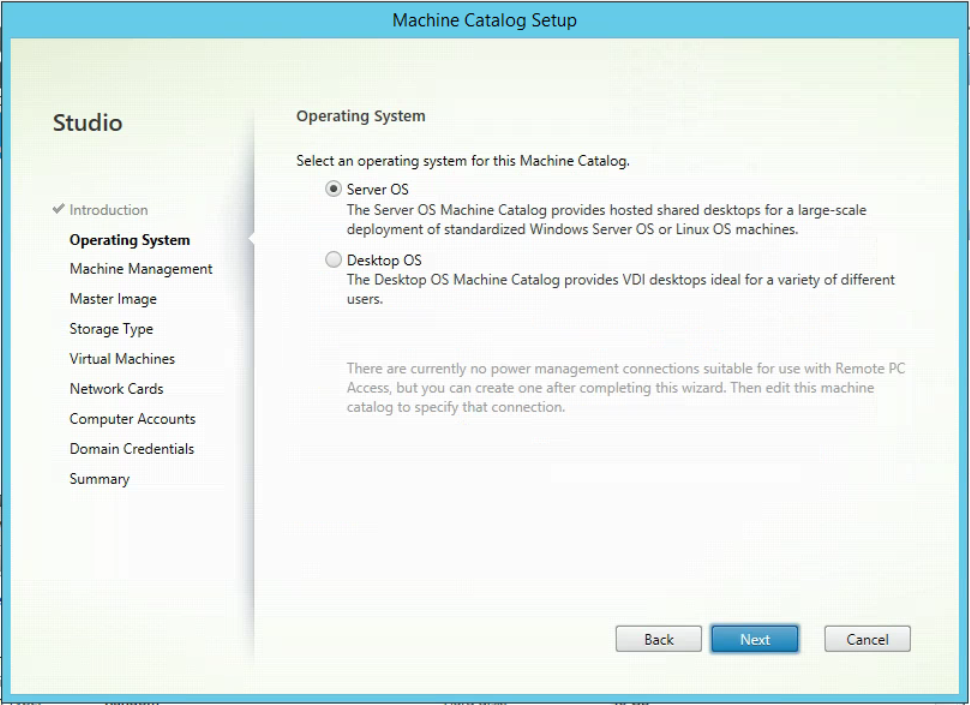 Machine Catalog Setup
Studio
Introduction
Operating System
Machine Management
Master Image
Storage Type
Virtual Machines
Network Cards
Computer Accounts
Domain Credentials
Summary
Operating System
Select an operating system for this Machine Catalog.
Server OS
The Server OS Machine Catalog provides hosted shared desktops for a large-scale
deployment of standardized Windows Server OS or Linux OS machines.
Desktop OS
The Desktop OS Machine Catalog provides VDI desktops ideal for a variety of different
users.
There are currently no power management connections suitable for use with Remote PC
Access, but you can create one after completing this wizard. Then edit this machine
catalog to specify that connection.
Back
Next
Cancel